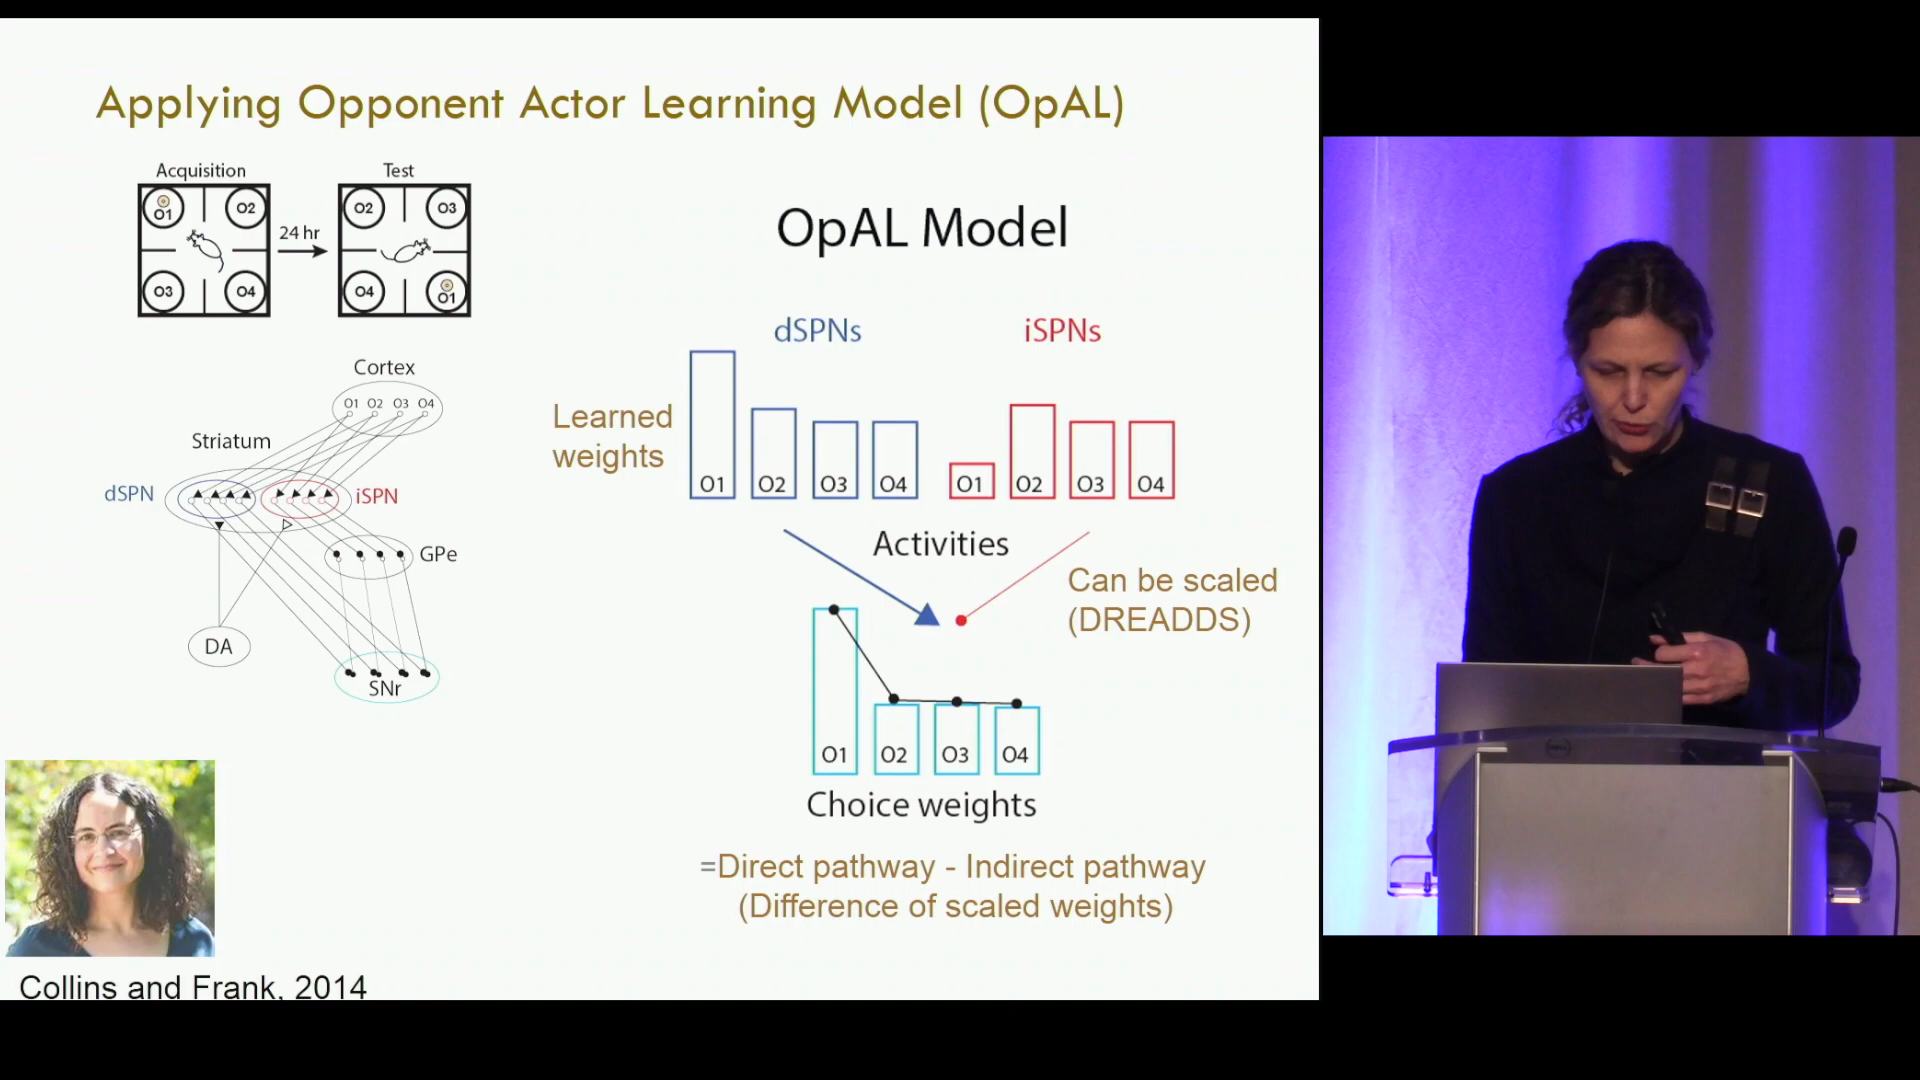 Applying Opponent Actor Learning Model (OpAL)
Acquisition
Test
O1
O2
24 hr
O2
O3
O3
O4
O4
O1
OpAL Model
dSPNs
iSPNs
Cortex
O1 O2 O3 O4
Learned
weights
Striatum
O1 O2 O3 O4
O1 O2 O3 O4
dSPN
iSPN
Activities
GPe
Can be scaled
(DREADDS)
DA
SNr
O1 O2 O3 O4
Choice weights
=Direct pathway - Indirect pathway
(Difference of scaled weights)
Collins and Frank, 2014
DELL